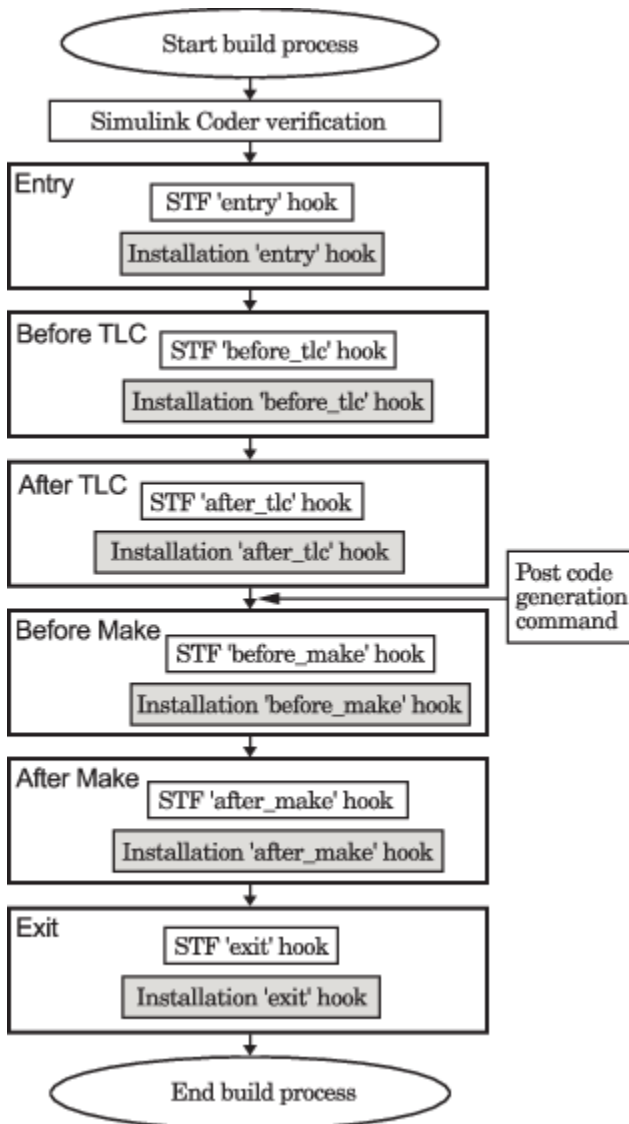 Start build process
Simulink Coder verification
Entry
STF 'entry' hook
Installation 'entry' hook
Before TLC
STF 'before_tlc' hook
Installation 'before_tlc' hook
After TLC
STF 'after_tlc' hook
Installation 'after_tlc' hook
Post code
generation
command
Before Make
STF 'before_make' hook
Installation 'before_make' hook
After Make
STF 'after_make' hook
Installation 'after_make' hook
Exit
STF 'exit' hook
Installation 'exit' hook
End build process